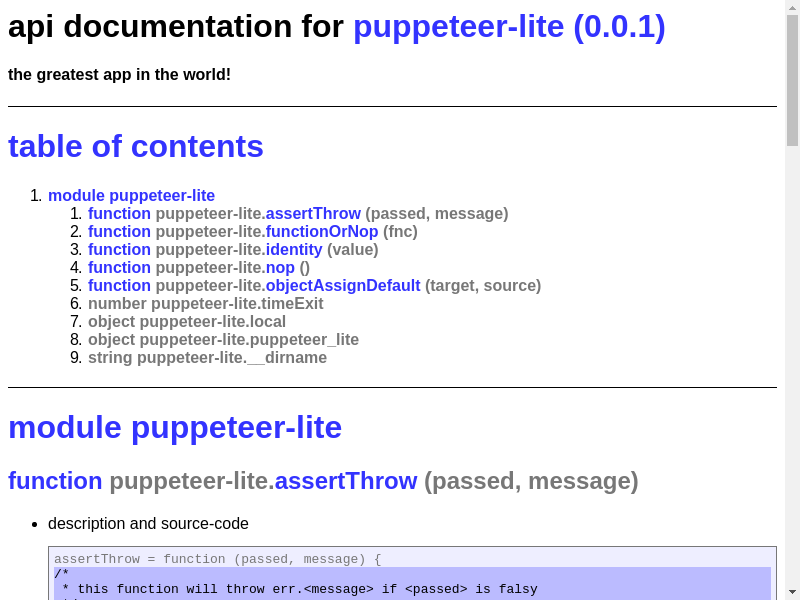 api documentation for puppeteer-lite (0.0.1)
the greatest app in the world!
table of contents
1. module puppeteer-lite
1. function puppeteer-lite.assertThrow (passed, message)
2. function puppeteer-lite.functionOrNop (fnc)
3. function puppeteer-lite.identity (value)
4. function puppeteer-lite.nop ()
5. function puppeteer-lite.objectAssignDefault (target, source)
6. number puppeteer-lite.timeExit
7. object puppeteer-lite.local
8. object puppeteer-lite.puppeteer_lite
9. string puppeteer-lite.__dirname
module puppeteer-lite
function puppeteer-lite.assertThrow (passed, message)
• description and source-code
assertThrow = function (passed, message) {
/*
 * this function will throw err.<message> if <passed> is falsy